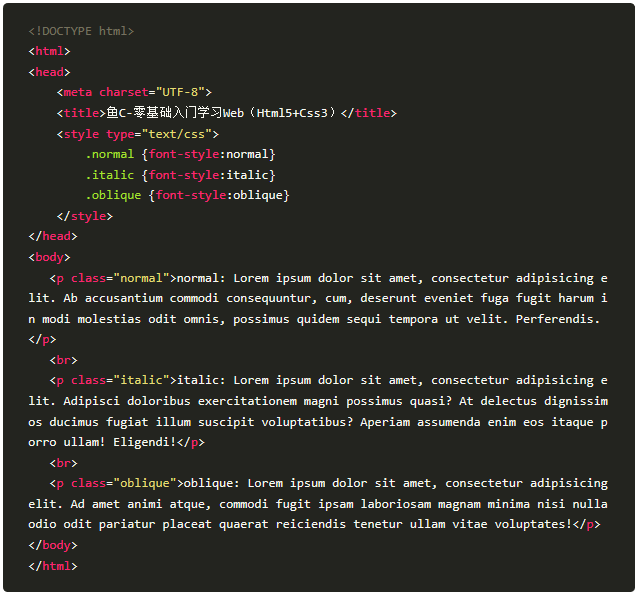 <!DOCTYPE html>
<html>
<head>
    <meta charset="UTF-8">
    <title>鱼C-零基础入门学习Web（Html5+Css3）</title>
    <style type="text/css">
        .normal {font-style:normal}
        .italic {font-style:italic}
        .oblique {font-style:oblique}
    </style>
</head>
<body>
   <p class="normal">normal: Lorem ipsum dolor sit amet, consectetur adipisicing e
lit. Ab accusantium commodi consequuntur, cum, deserunt eveniet fuga fugit harum i
n modi molestias odit omnis, possimus quidem sequi tempora ut velit. Perferendis.
</p>
   <br>
   <p class="italic">italic: Lorem ipsum dolor sit amet, consectetur adipisicing e
lit. Adipisci doloribus exercitationem magni possimus quasi? At delectus dignissim
os ducimus fugiat illum suscipit voluptatibus? Aperiam assumenda enim eos itaque p
orro ullam! Eligendi!</p>
   <br>
   <p class="oblique">oblique: Lorem ipsum dolor sit amet, consectetur adipisicing
elit. Ad amet animi atque, commodi fugit ipsam laboriosam magnam minima nisi nulla
odio odit pariatur placeat quaerat reiciendis tenetur ullam vitae voluptates!</p>
</body>
</html>